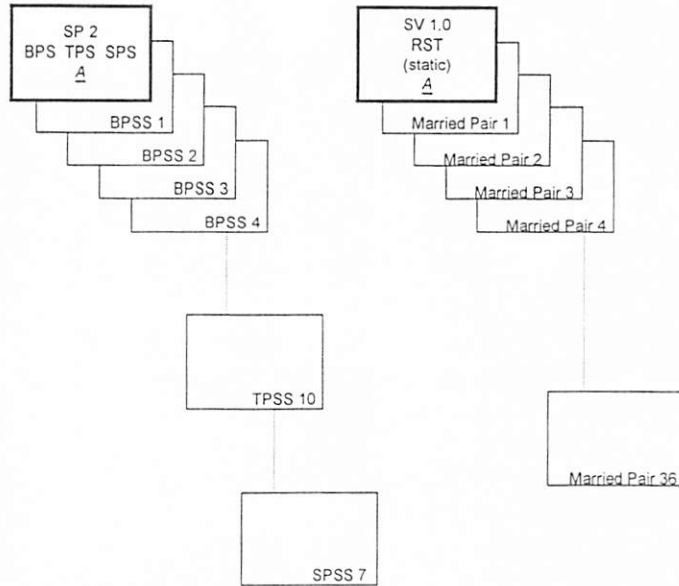 SP 2
BPS TPS SPS
A
BPSS 1
BPSS 2
BPSS 3
BPSS 4
TPSS 10
SPSS 7
SV 1.0
RST
(static)
A
Married Pair 1
Married Pair 2
Married Pair 3
Married Pair 4
Married Pair 36